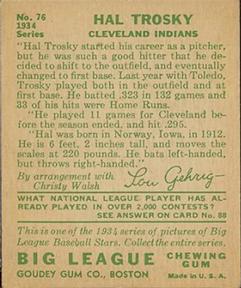 No. 76
1934
Series
HAL TROSKY
CLEVELAND INDIANS
"Hal Trosky started his career as a pitcher,
but he was such a good hitter that he de-
cided to shift to the outfield, and eventually
changed to first base. Last year with Toledo,
Trosky played both in the outfield and at
first base. He batted .323 in 132 games and
33 of his hits were Home Runs.
"He played 11 games for Cleveland before
the season ended, and hit .295.
"Hal was born in Norway, Iowa, in 1912.
He is 6 feet, 2 inches tall, and moves the
scales at 220 pounds. He bats left-handed,
but throws right-handed."
By arrangement with
Christy Walsh
Lou Gehrig—
WHAT NATIONAL LEAGUE PLAYER HAS AL-
READY PLAYED IN OVER 2,000 CONTESTS?
SEE ANSWER ON CARD No. 88
This is one of the 1934 series of pictures of Big
League Baseball Stars. Collect the entire series.
BIG LEAGUE CHEWING GUM
GOUDEY GUM CO., BOSTON Made in U. S. A.